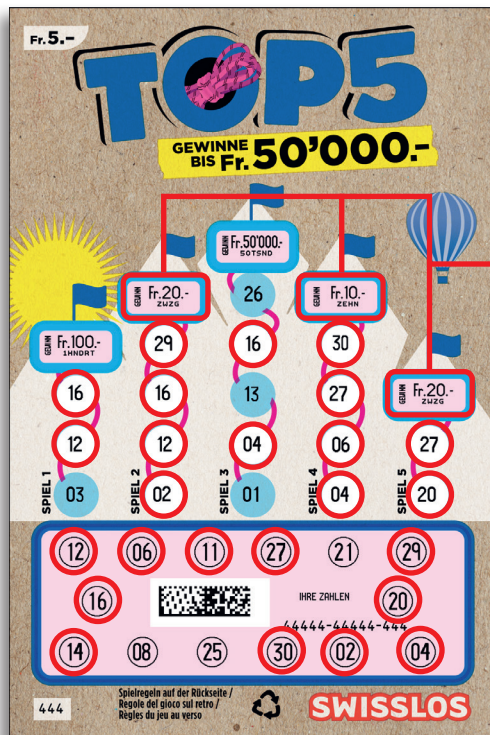 Fr. 5.-
TOP5
GEWINNE
BIS Fr. 50'000.-
GEWINN Fr.50'000.-
50TSND
GEWINN Fr.20.-
ZWZG
GEWINN Fr.10.-
ZEHN
GEWINN Fr.100.-
1HNDRT
GEWINN Fr.20.-
ZWZG
SPIEL 1
16
12
03
SPIEL 2
29
16
12
02
SPIEL 3
26
16
13
04
01
SPIEL 4
30
27
06
04
SPIEL 5
27
20
12 06 11 27 21 29
16 IHRE ZAHLEN 20
44444-44444-444
14 08 25 30 02 04
444
Spielregeln auf der Rückseite /
Regole del gioco sul retro /
Règles du jeu au verso
SWISSLOS